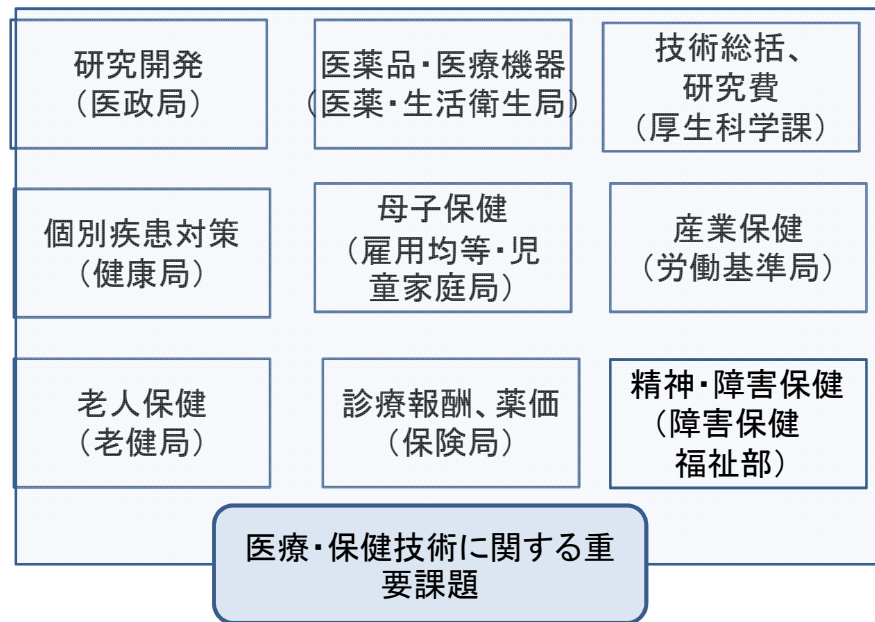 研究開発
（医政局）
医薬品・医療機器
（医薬・生活衛生局）
技術総括、
研究費
（厚生科学課）
個別疾患対策
（健康局）
母子保健
（雇用均等・児
童家庭局）
産業保健
（労働基準局）
老人保健
（老健局）
診療報酬、薬価
（保険局）
精神・障害保健
（障害保健
福祉部）
医療・保健技術に関する重
要課題